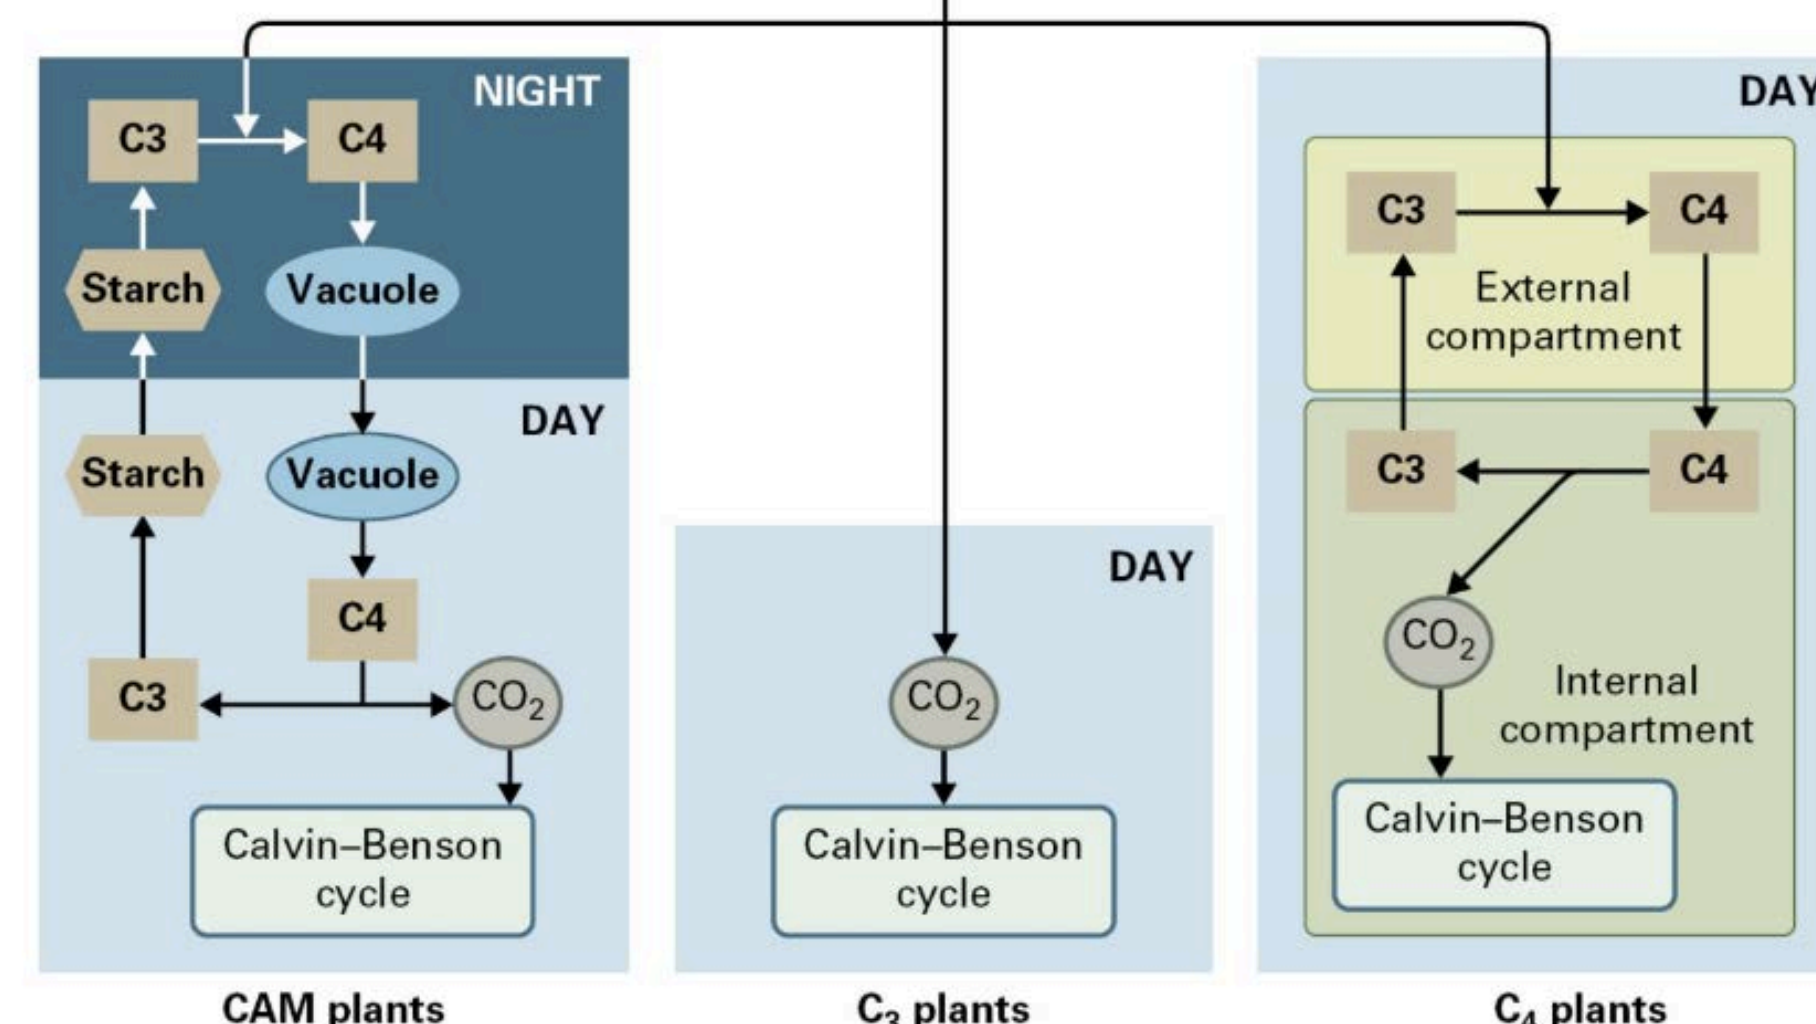 NIGHT
C3
C4
Starch
Vacuole
DAY
Starch
Vacuole
C4
C3
CO₂
Calvin–Benson
cycle
CAM plants
DAY
CO₂
Calvin–Benson
cycle
C₃ plants
DAY
C3
C4
External
compartment
C3
C4
CO₂
Internal
compartment
Calvin–Benson
cycle
C₄ plants